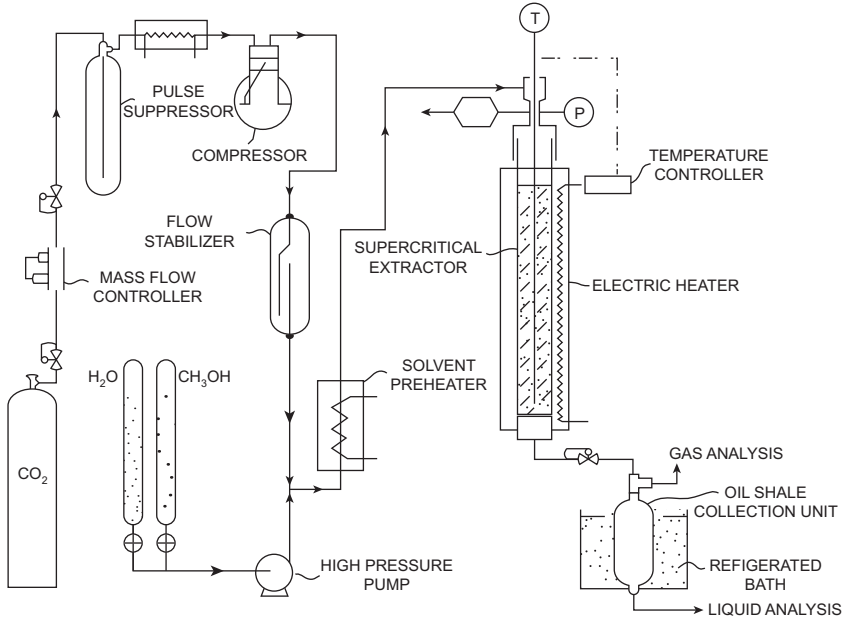 T
PULSE
SUPPRESSOR
COMPRESSOR
P
TEMPERATURE
CONTROLLER
FLOW
STABILIZER
SUPERCRITICAL
EXTRACTOR
MASS FLOW
CONTROLLER
ELECTRIC HEATER
H₂O
CH₃OH
SOLVENT
PREHEATER
CO₂
GAS ANALYSIS
OIL SHALE
COLLECTION UNIT
HIGH PRESSURE
PUMP
REFIGERATED
BATH
LIQUID ANALYSIS